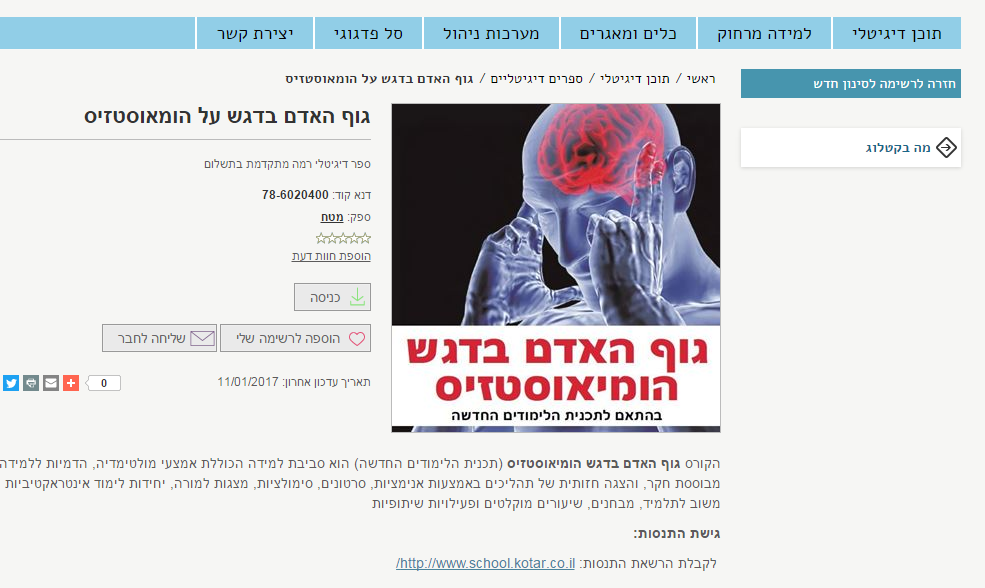 תוכן דיגיטלי
למידה מרחוק
כלים ומאגרים
מערכות ניהול
סל פדגוגי
יצירת קשר
חזרה לרשימה לסינון חדש
מה בקטלוג
ראשי / תוכן דיגיטלי / ספרים דיגיטליים / גוף האדם בדגש על הומאוסטזיס
גוף האדם בדגש על הומאוסטזיס
ספר דיגיטלי רמה מתקדמת בתשלום
דנא קוד: 78-6020400
ספק: מטח
הוספת חוות דעת
כניסה
הוספה לרשימה שלי
שליחה לחבר
תאריך עדכון אחרון: 11/01/2017
0
גוף האדם בדגש
הומיאוסטזיס
בהתאם לתכנית הלימודים החדשה
הקורס גוף האדם בדגש הומיאוסטזיס (תכנית הלימודים החדשה) הוא סביבת למידה הכוללת אמצעי מולטימדיה, הדמיות ללמידה
מבוססת חקר, והצגה חזותית של תהליכים באמצעות אנימציות, סרטונים, סימולציות, מצגות למורה, יחידות לימוד אינטראקטיביות
משוב לתלמיד, מבחנים, שיעורים מוקלטים ופעילויות שיתופיות
גישת התנסות:
לקבלת הרשאת התנסות: http://www.school.kotar.co.il/